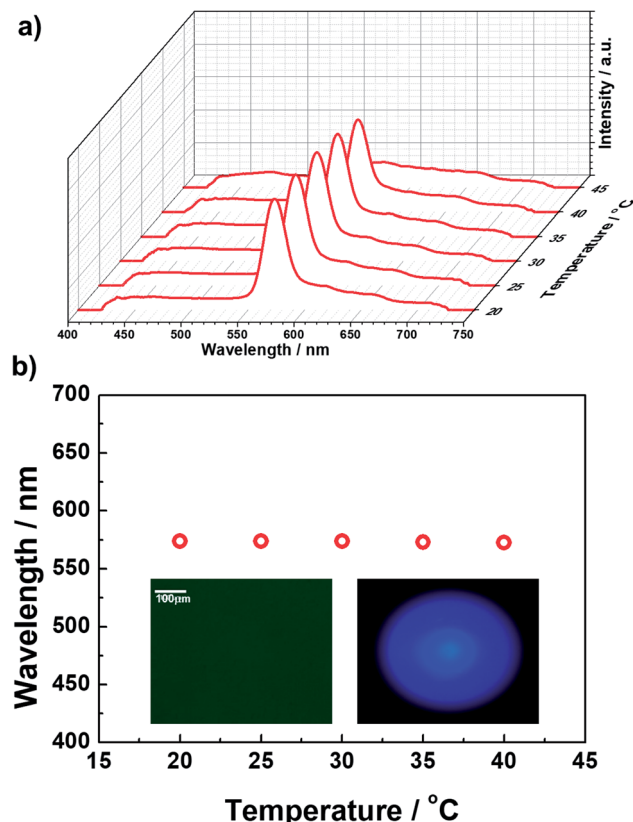 a)
Intensity / a.u.
45
40
35
30
25
20
Temperature / °C
400 450 500 550 600 650 700 750
Wavelength / nm
b)
700
650
600
550
500
450
400
Wavelength / nm
100μm
15 20 25 30 35 40 45
Temperature / °C